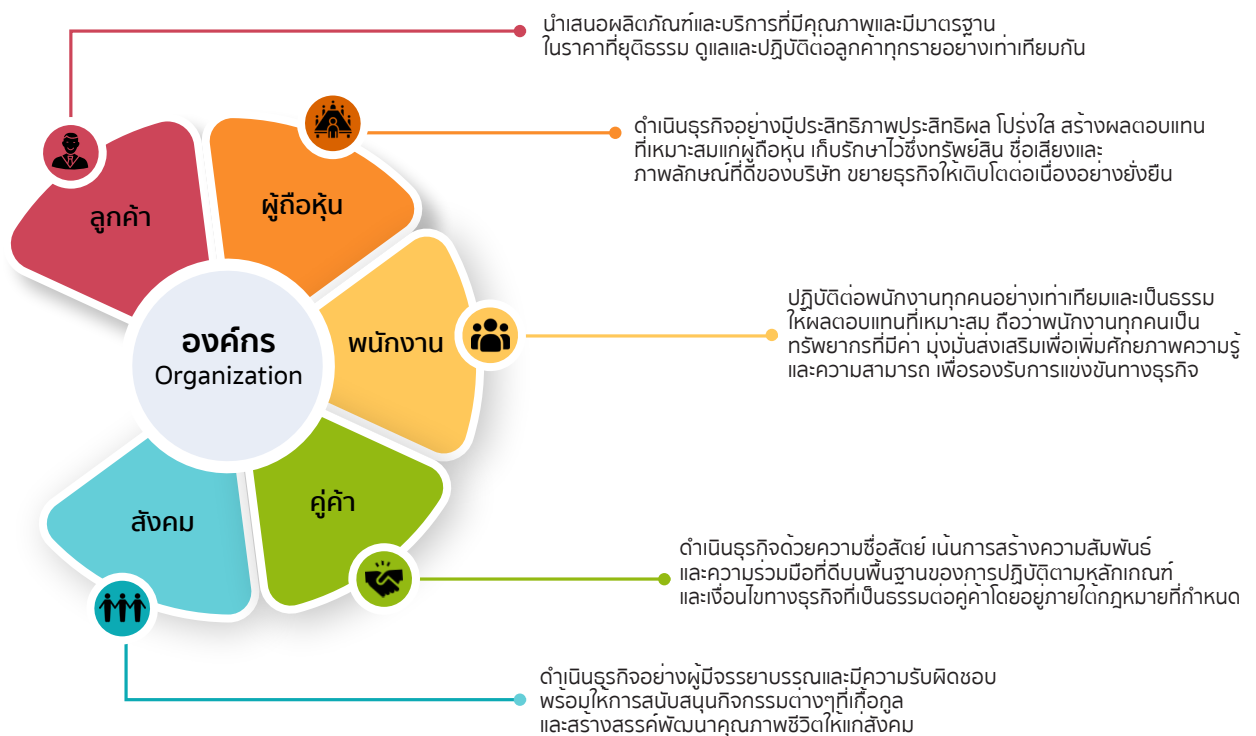 นำเสนอผลิตภัณฑ์และบริการที่มีคุณภาพและมีมาตรฐาน
ในราคาที่ยุติธรรม ดูแลและปฏิบัติต่อลูกค้าทุกรายอย่างเท่าเทียมกัน
ลูกค้า
ผู้ถือหุ้น
ดำเนินธุรกิจอย่างมีประสิทธิภาพประสิทธิผล โปร่งใส สร้างผลตอบแทน
ที่เหมาะสมแก่ผู้ถือหุ้น เก็บรักษาไว้ซึ่งทรัพย์สิน ชื่อเสียงและ
ภาพลักษณ์ที่ดีของบริษัท ขยายธุรกิจให้เติบโตต่อเนื่องอย่างยั่งยืน
องค์กร
Organization
พนักงาน
ปฏิบัติต่อพนักงานทุกคนอย่างเท่าเทียมและเป็นธรรม
ให้ผลตอบแทนที่เหมาะสม ถือว่าพนักงานทุกคนเป็น
ทรัพยากรที่มีค่า มุ่งมั่นส่งเสริมเพื่อเพิ่มศักยภาพความรู้
และความสามารถ เพื่อรองรับการแข่งขันทางธุรกิจ
คู่ค้า
ดำเนินธุรกิจด้วยความซื่อสัตย์ เน้นการสร้างความสัมพันธ์
และความร่วมมือที่ดีบนพื้นฐานของการปฏิบัติตามหลักเกณฑ์
และเงื่อนไขทางธุรกิจที่เป็นธรรมต่อคู่ค้าโดยอยู่ภายใต้กฎหมายที่กำหนด
สังคม
ดำเนินธุรกิจอย่างผู้มีจรรยาบรรณและมีความรับผิดชอบ
พร้อมให้การสนับสนุนกิจกรรมต่างๆที่เกื้อกูล
และสร้างสรรค์พัฒนาคุณภาพชีวิตให้แก่สังคม